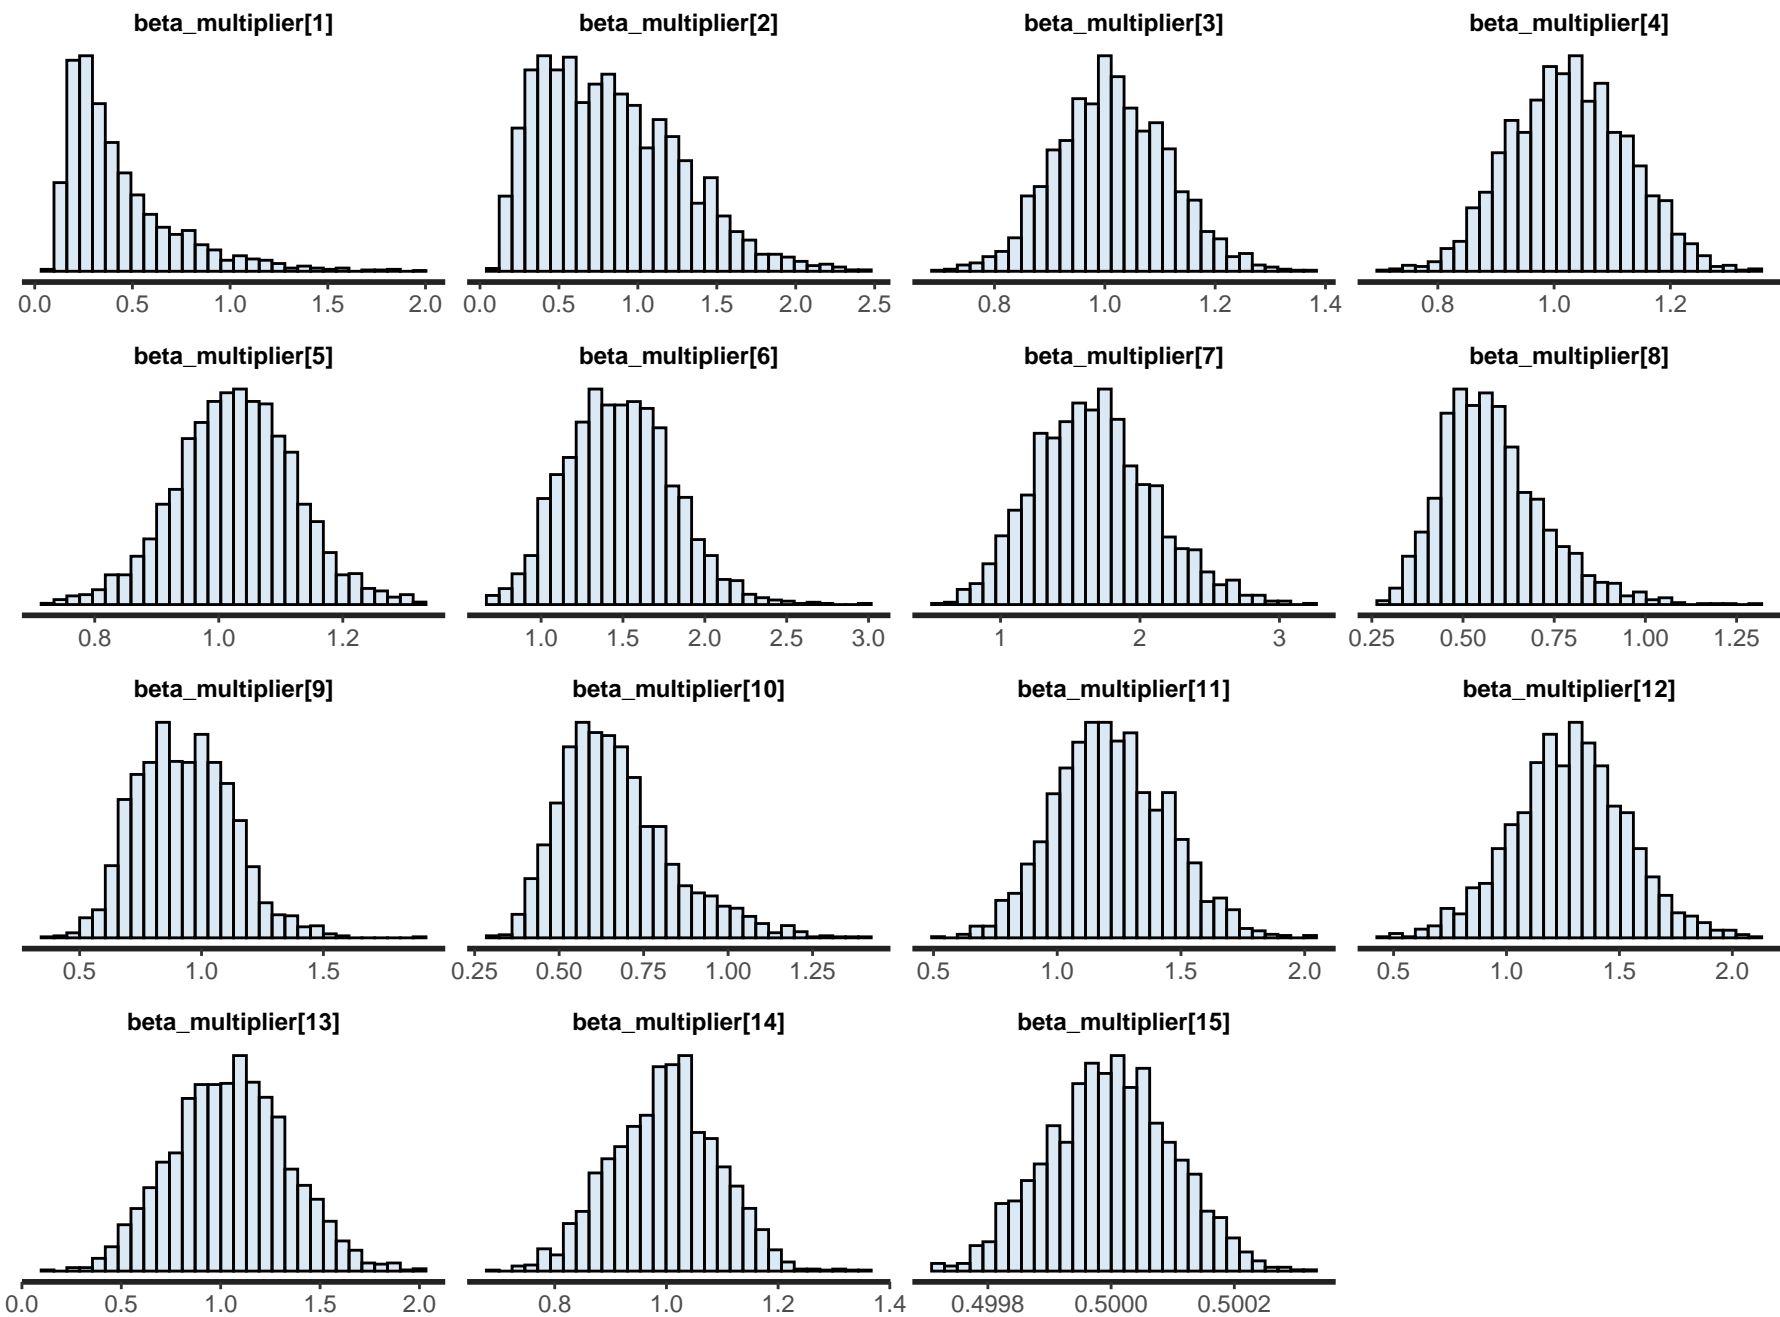 beta_multiplier[1] beta_multiplier[2] beta_multiplier[3] beta_multiplier[4]
0.0 0.5 1.0 1.5 2.0 0.0 0.5 1.0 1.5 2.0 2.5 0.8 1.0 1.2 1.4 0.8 1.0 1.2
beta_multiplier[5] beta_multiplier[6] beta_multiplier[7] beta_multiplier[8]
0.8 1.0 1.2 1.0 1.5 2.0 2.5 3.0 1 2 3 0.25 0.50 0.75 1.00 1.25
beta_multiplier[9] beta_multiplier[10] beta_multiplier[11] beta_multiplier[12]
0.5 1.0 1.5 0.25 0.50 0.75 1.00 1.25 0.5 1.0 1.5 2.0 0.5 1.0 1.5 2.0
beta_multiplier[13] beta_multiplier[14] beta_multiplier[15]
0.0 0.5 1.0 1.5 2.0 0.8 1.0 1.2 1.4 0.4998 0.5000 0.5002